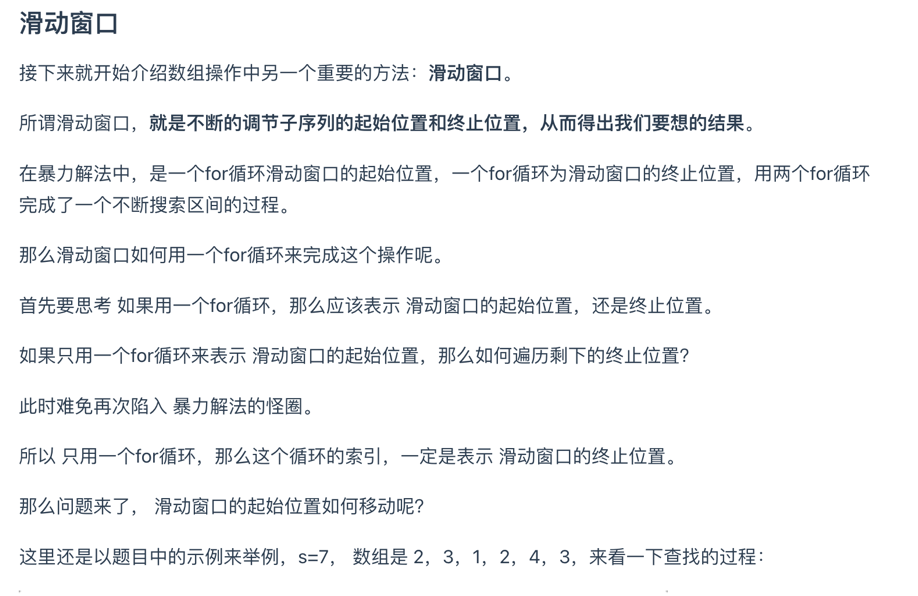 滑动窗口
接下来就开始介绍数组操作中另一个重要的方法：滑动窗口。
所谓滑动窗口，就是不断的调节子序列的起始位置和终止位置，从而得出我们要想的结果。
在暴力解法中，是一个for循环滑动窗口的起始位置，一个for循环为滑动窗口的终止位置，用两个for循环
完成了一个不断搜索区间的过程。
那么滑动窗口如何用一个for循环来完成这个操作呢。
首先要思考 如果用一个for循环，那么应该表示 滑动窗口的起始位置，还是终止位置。
如果只用一个for循环来表示 滑动窗口的起始位置，那么如何遍历剩下的终止位置？
此时难免再次陷入 暴力解法的怪圈。
所以 只用一个for循环，那么这个循环的索引，一定是表示 滑动窗口的终止位置。
那么问题来了， 滑动窗口的起始位置如何移动呢？
这里还是以题目中的示例来举例，s=7， 数组是 2，3，1，2，4，3，来看一下查找的过程：